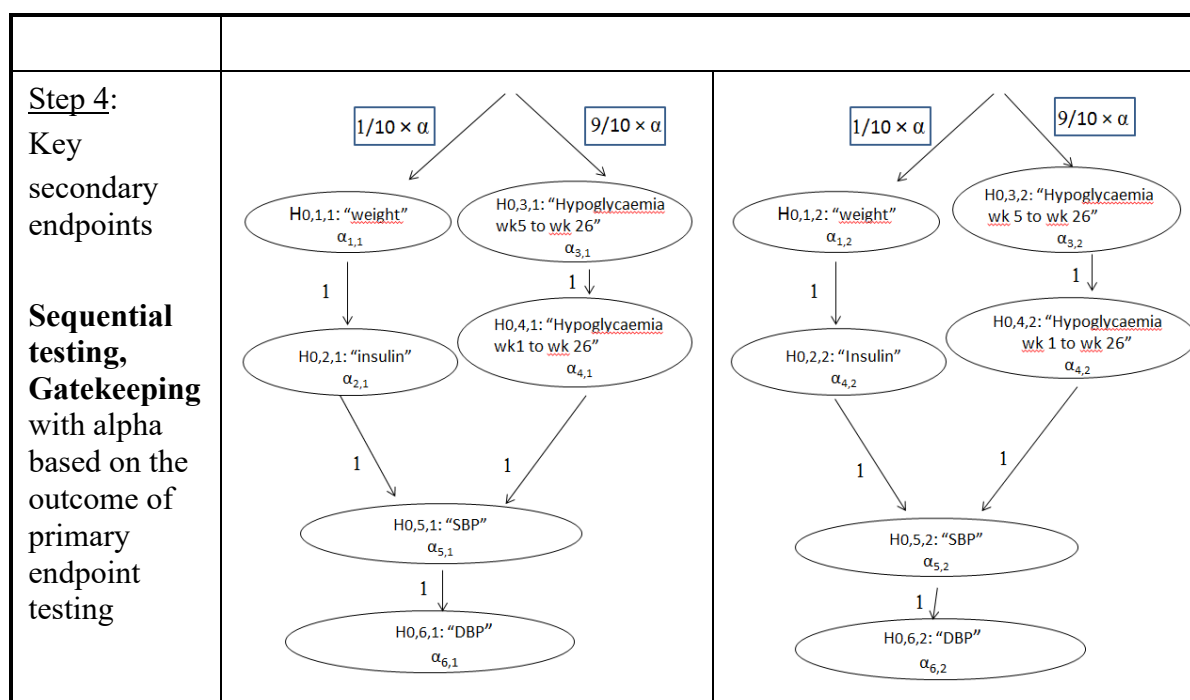 Step 4:
Key
secondary
endpoints
Sequential
testing,
Gatekeeping
with alpha
based on the
outcome of
primary
endpoint
testing
1/10 × α
9/10 × α
H0,1,1: “weight”
α1,1
H0,3,1: “Hypoglycaemia
wk5 to wk 26”
α3,1
1
1
H0,2,1: “insulin”
α2,1
H0,4,1: “Hypoglycaemia
wk1 to wk 26”
α4,1
1
1
H0,5,1: “SBP”
α5,1
1
H0,6,1: “DBP”
α6,1
1/10 × α
9/10 × α
H0,1,2: “weight”
α1,2
H0,3,2: “Hypoglycaemia
wk 5 to wk 26”
α3,2
1
1
H0,2,2: “Insulin”
α4,2
H0,4,2: “Hypoglycaemia
wk 1 to wk 26”
α4,2
1
1
H0,5,2: “SBP”
α5,2
1
H0,6,2: “DBP”
α6,2